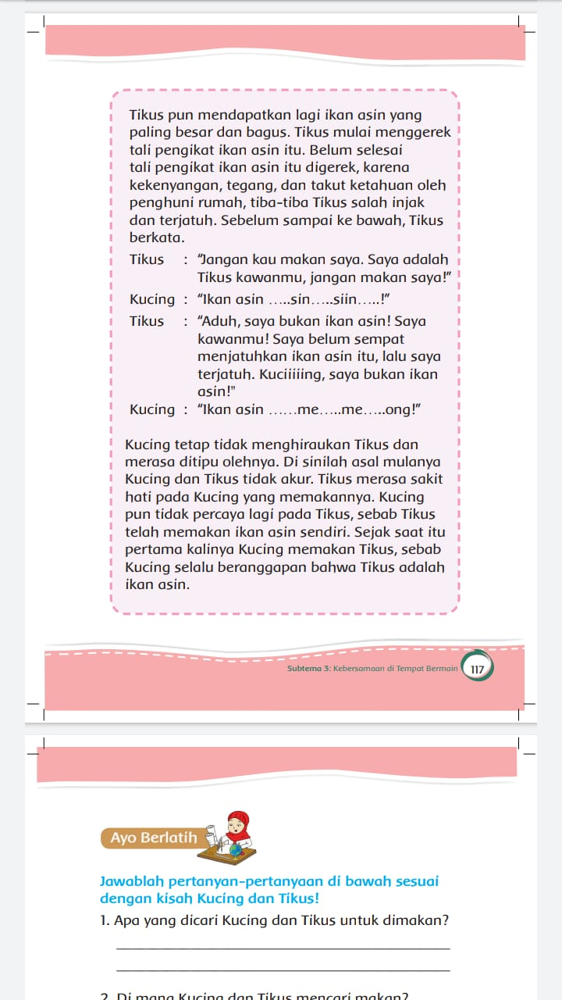 Tikus pun mendapatkan lagi ikan asin yang
paling besar dan bagus. Tikus mulai menggerek
tali pengikat ikan asin itu. Belum selesai
tali pengikat ikan asin itu digerek, karena
kekenyangan, tegang, dan takut ketahuan oleh
penghuni rumah, tiba-tiba Tikus salah injak
dan terjatuh. Sebelum sampai ke bawah, Tikus
berkata.
Tikus : “Jangan kau makan saya. Saya adalah
Tikus kawanmu, jangan makan saya!”
Kucing : “Ikan asin …..sin…..siin…..!”
Tikus : “Aduh, saya bukan ikan asin! Saya
kawanmu! Saya belum sempat
menjatuhkan ikan asin itu, lalu saya
terjatuh. Kuciiiiing, saya bukan ikan
asin!"
Kucing : “Ikan asin ……me…..me…..ong!”
Kucing tetap tidak menghiraukan Tikus dan
merasa ditipu olehnya. Di sinilah asal mulanya
Kucing dan Tikus tidak akur. Tikus merasa sakit
hati pada Kucing yang memakannya. Kucing
pun tidak percaya lagi pada Tikus, sebab Tikus
telah memakan ikan asin sendiri. Sejak saat itu
pertama kalinya Kucing memakan Tikus, sebab
Kucing selalu beranggapan bahwa Tikus adalah
ikan asin.
Subtema 3: Kebersamaan di Tempat Bermain 117
Ayo Berlatih
Jawablah pertanyan-pertanyaan di bawah sesuai
dengan kisah Kucing dan Tikus!
1. Apa yang dicari Kucing dan Tikus untuk dimakan?
2. Di mana Kucing dan Tikus mencari makan?